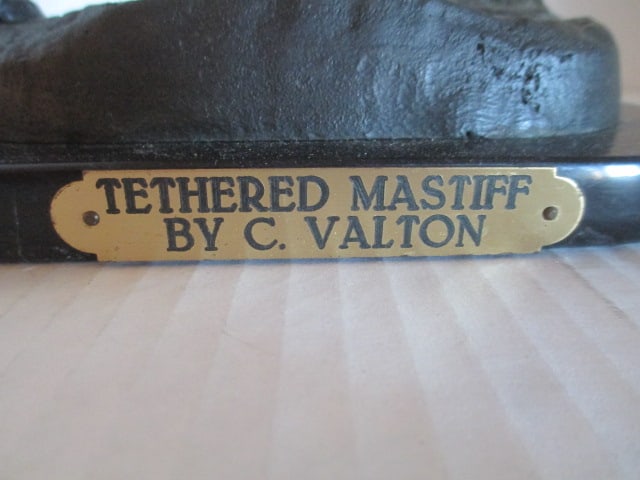 TETHERED MASTIFF
BY C. VALTON